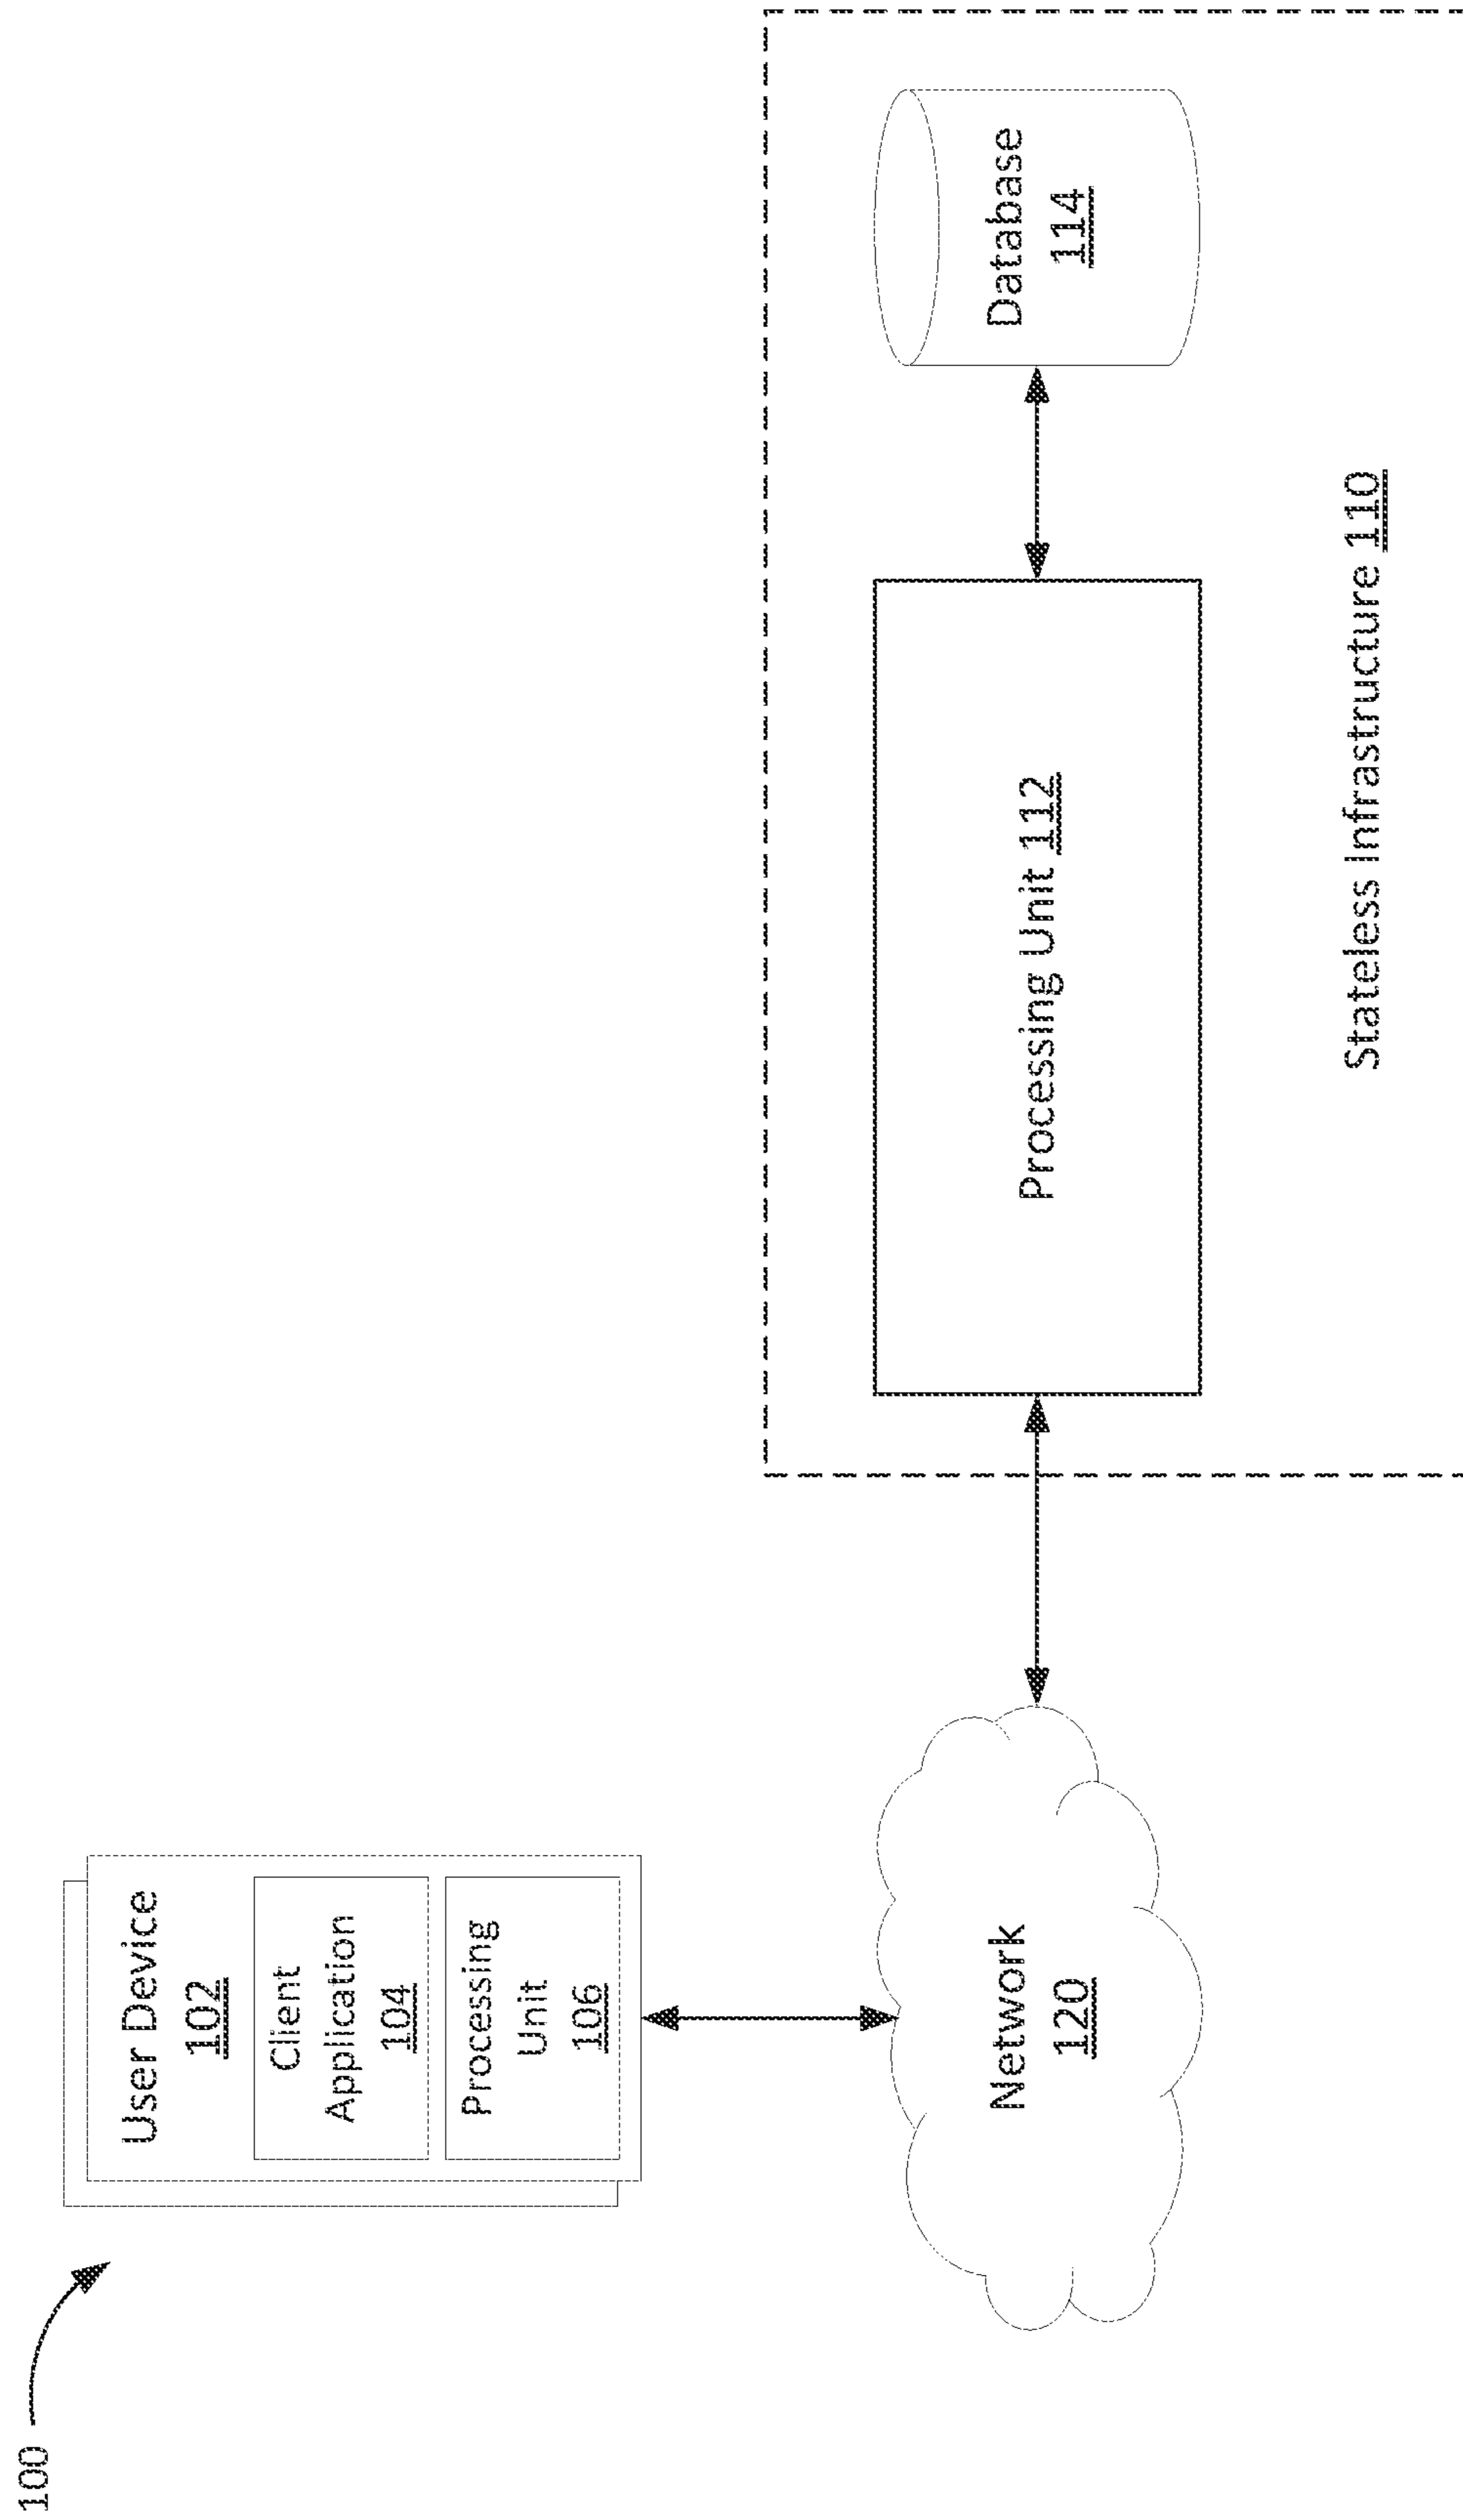 100
User Device
102
Client
Application
104
Processing
Unit
106
Network
120
Processing Unit 112
Database
114
Stateless Infrastructure 110